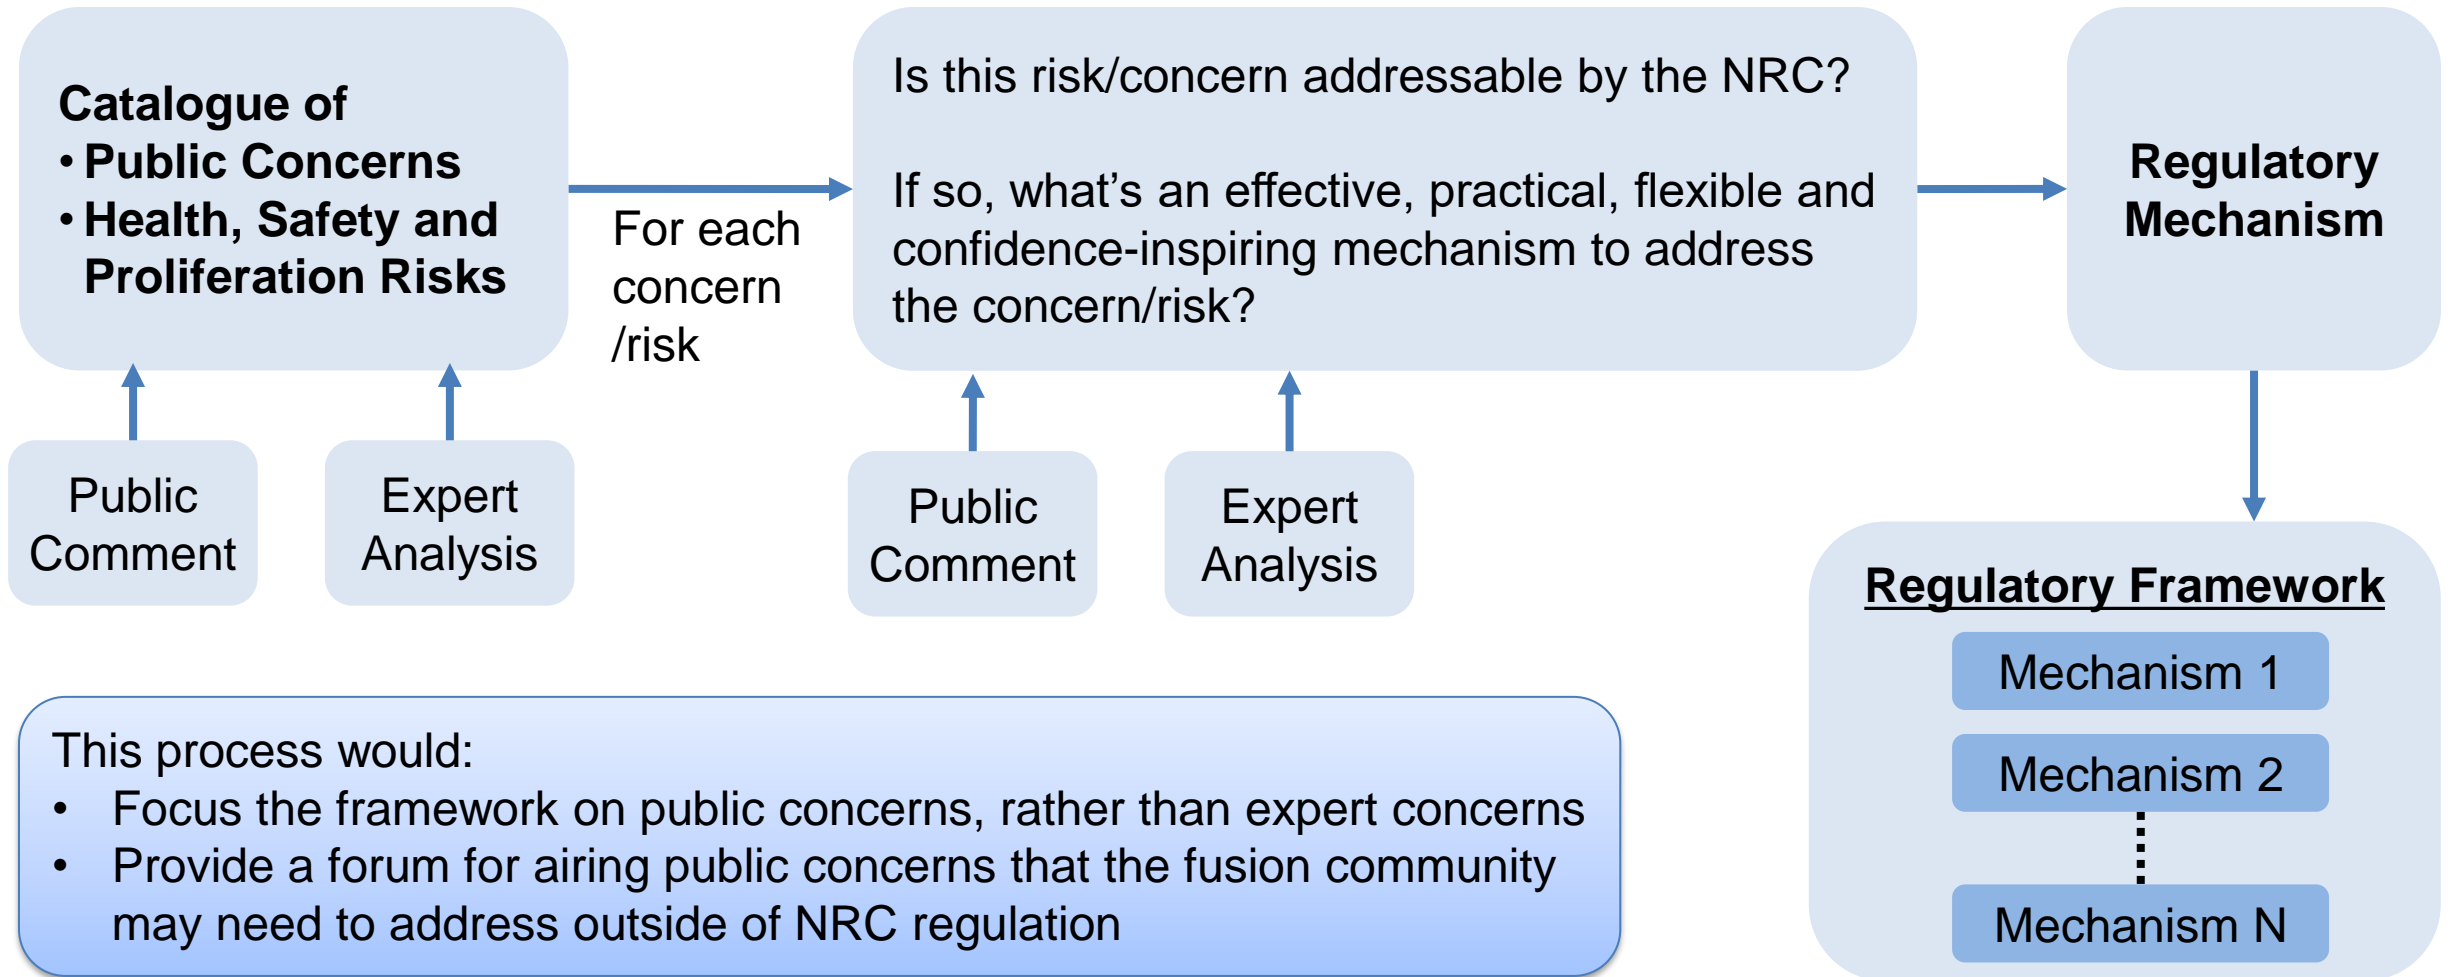 Catalogue of
• Public Concerns
• Health, Safety and
Proliferation Risks
For each
concern
/risk
Is this risk/concern addressable by the NRC?
If so, what’s an effective, practical, flexible and
confidence-inspiring mechanism to address
the concern/risk?
Regulatory
Mechanism
Public
Comment
Expert
Analysis
Public
Comment
Expert
Analysis
Regulatory Framework
Mechanism 1
Mechanism 2
Mechanism N
This process would:
• Focus the framework on public concerns, rather than expert concerns
• Provide a forum for airing public concerns that the fusion community
may need to address outside of NRC regulation